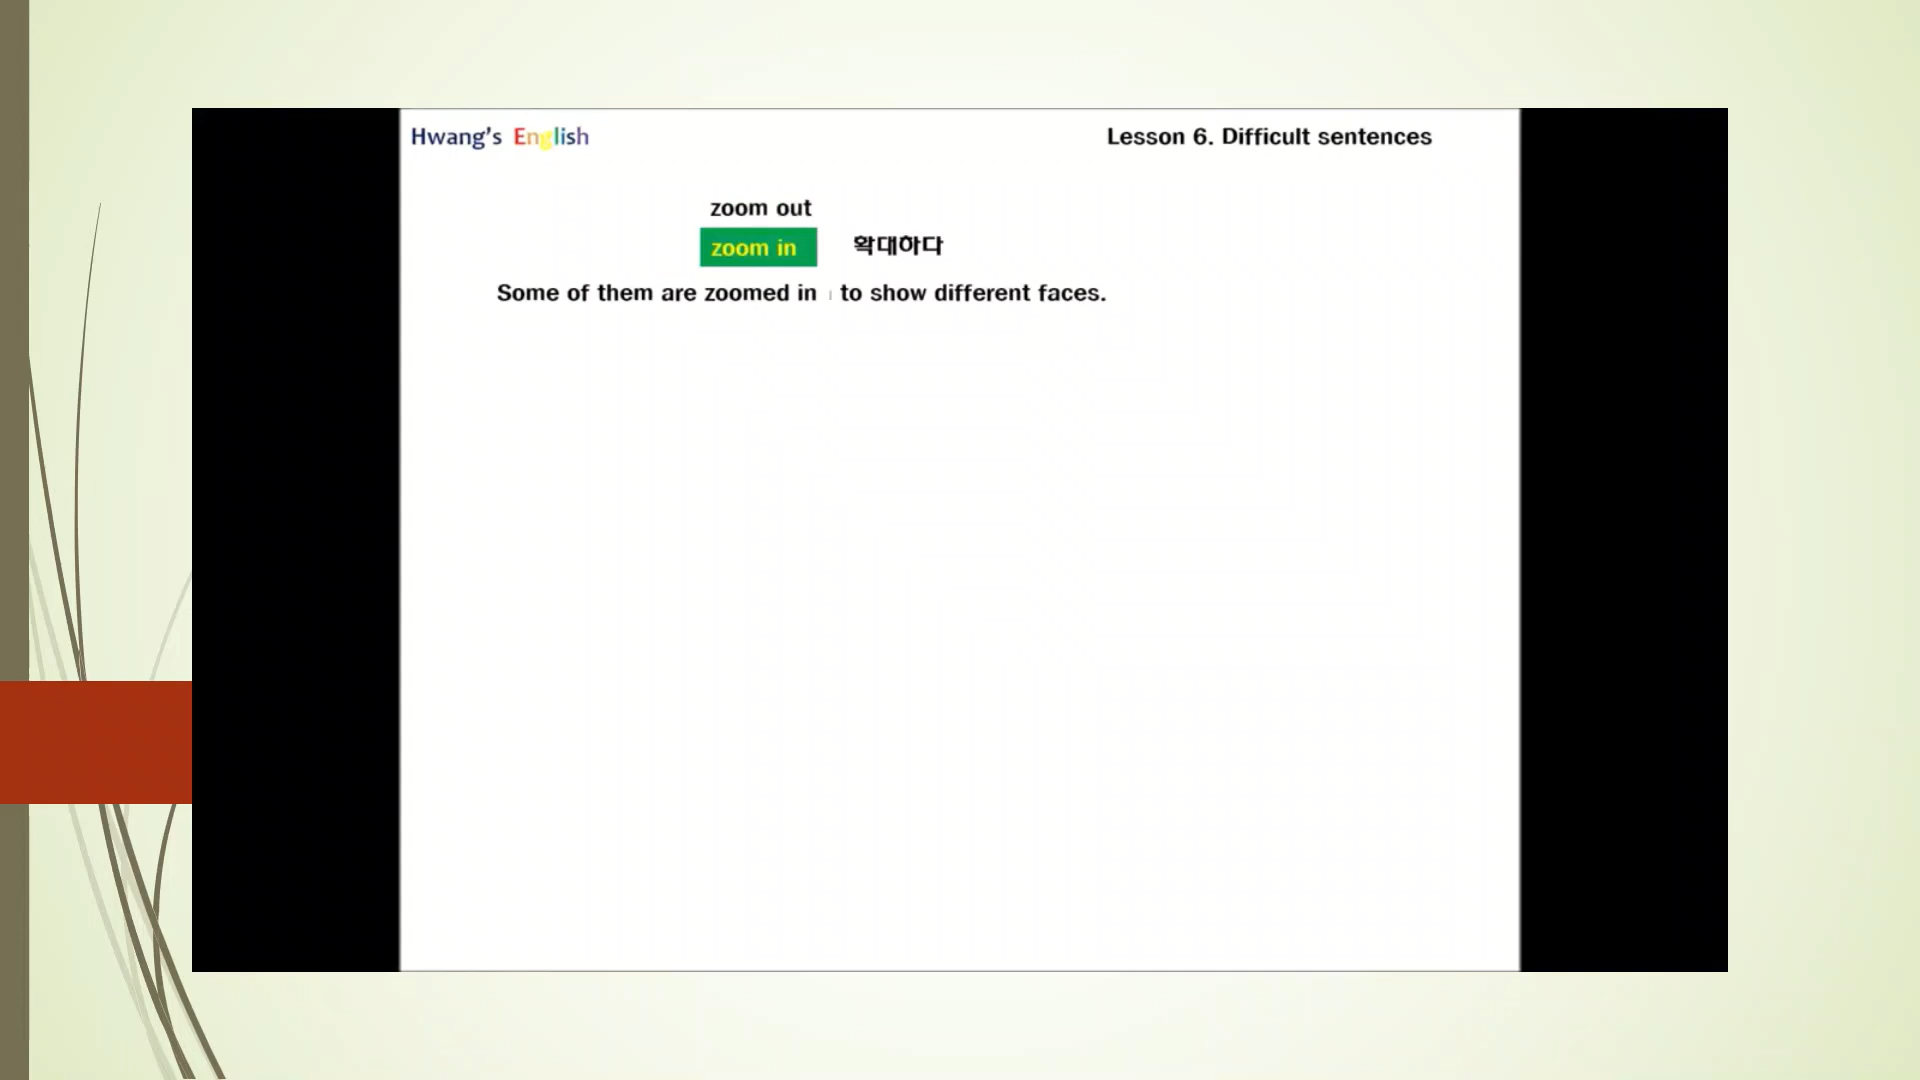 Hwang's English
Lesson 6. Difficult sentences
zoom out
zoom in 확대하다
Some of them are zoomed in to show different faces.